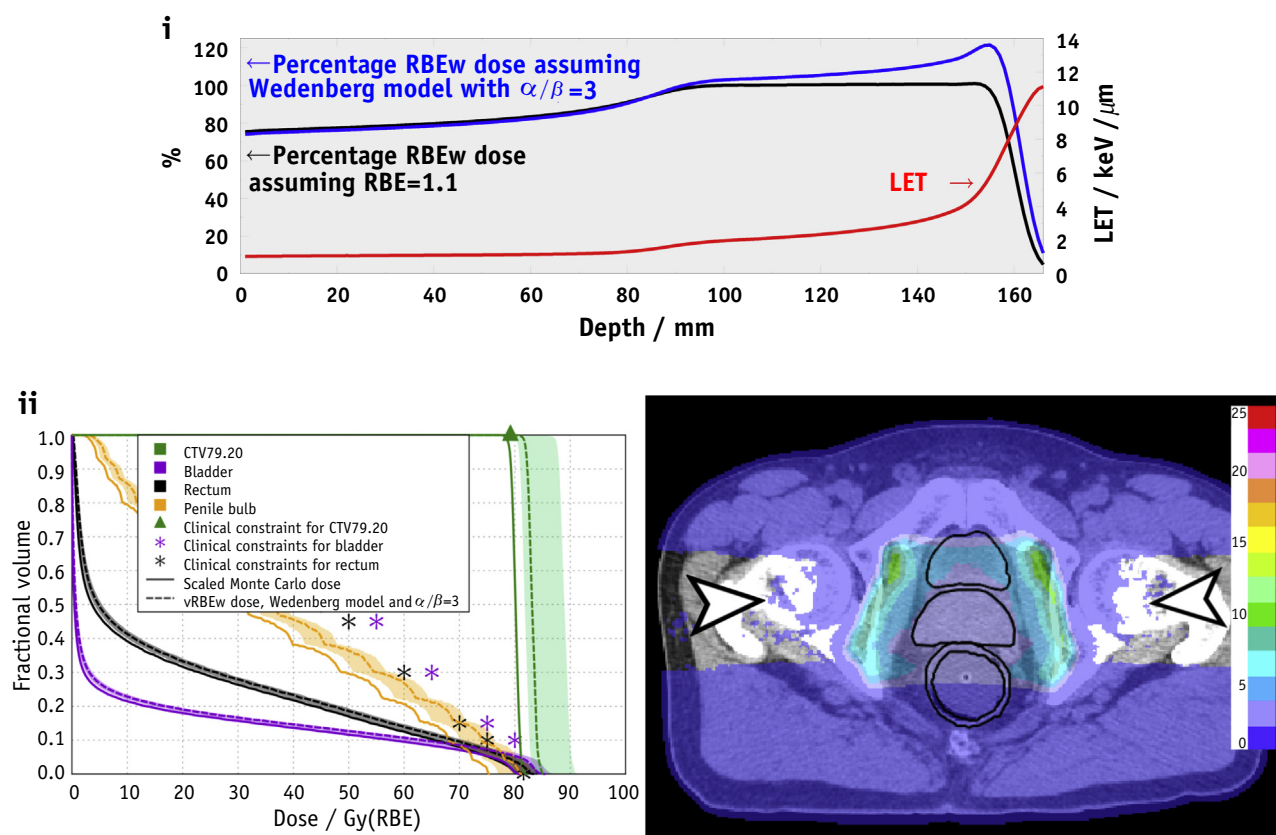 i
←Percentage RBEw dose assuming
Wedenberg model with α/β=3
←Percentage RBEw dose
assuming RBE=1.1
LET →
%
120
100
80
60
40
20
0
14
12
10
8
6
4
2
0
LET / keV /μm
0 20 40 60 80 100 120 140 160
Depth / mm
ii
Fractional volume
1.0
0.9
0.8
0.7
0.6
0.5
0.4
0.3
0.2
0.1
0.0
CTV79.20
Bladder
Rectum
Penile bulb
Clinical constraint for CTV79.20
Clinical constraints for bladder
Clinical constraints for rectum
Scaled Monte Carlo dose
vRBEw dose, Wedenberg model and α/β=3
0 10 20 30 40 50 60 70 80 90 100
Dose / Gy(RBE)
25
20
15
10
5
0